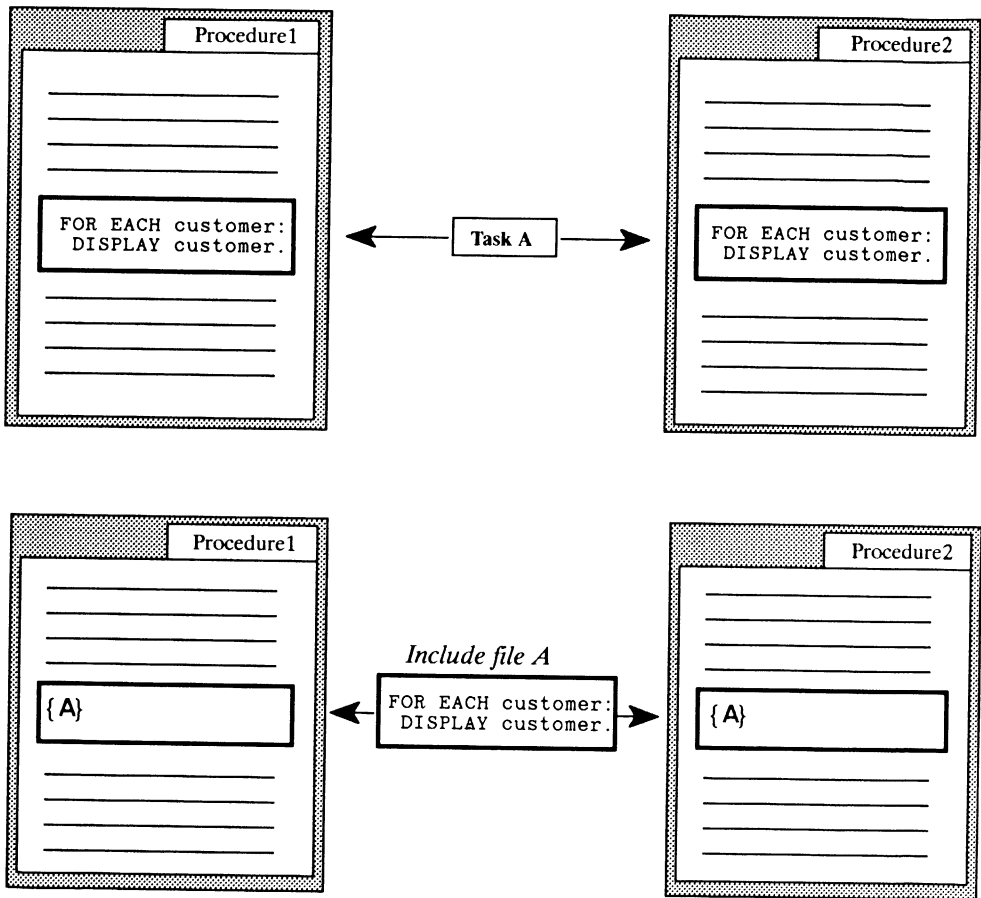 Procedure1
Procedure2
FOR EACH customer:
DISPLAY customer.
Task A
FOR EACH customer:
DISPLAY customer.
Procedure1
Procedure2
Include file A
{A}
FOR EACH customer:
DISPLAY customer.
{A}